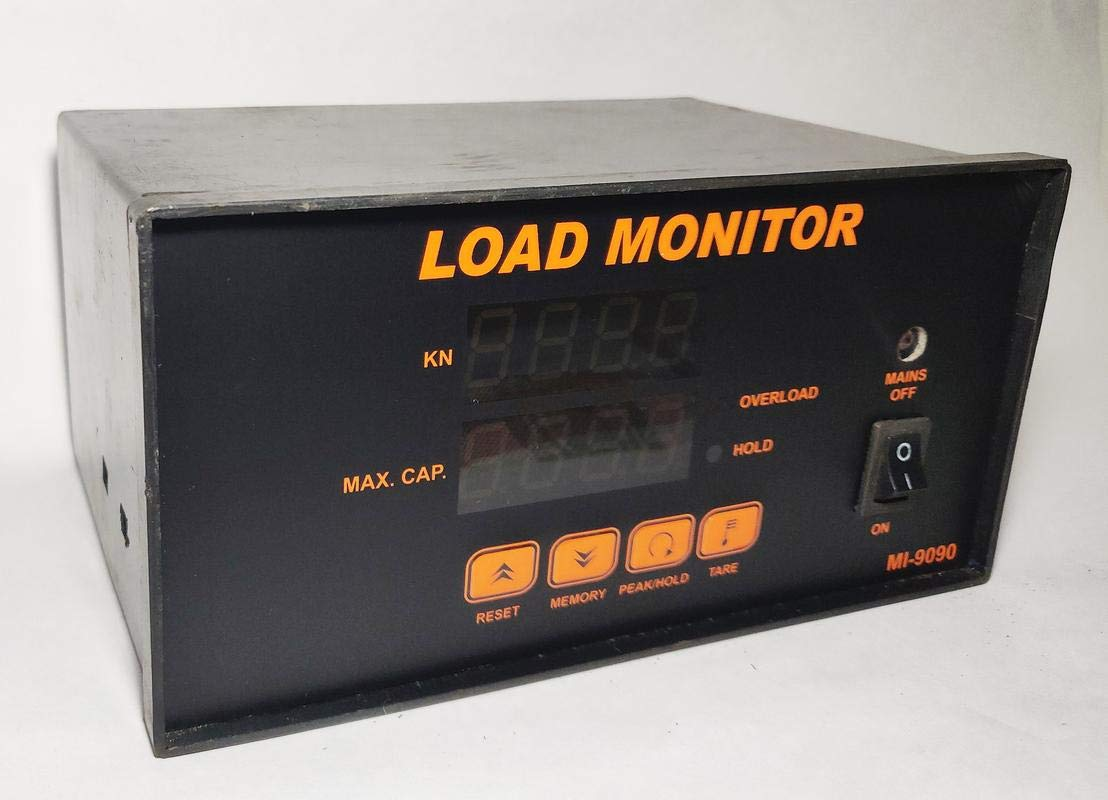 LOAD MONITOR
KN
MAX. CAP.
OVERLOAD
HOLD
MAINS
OFF
ON
RESET
MEMORY
PEAK/HOLD
TARE
MI-9090